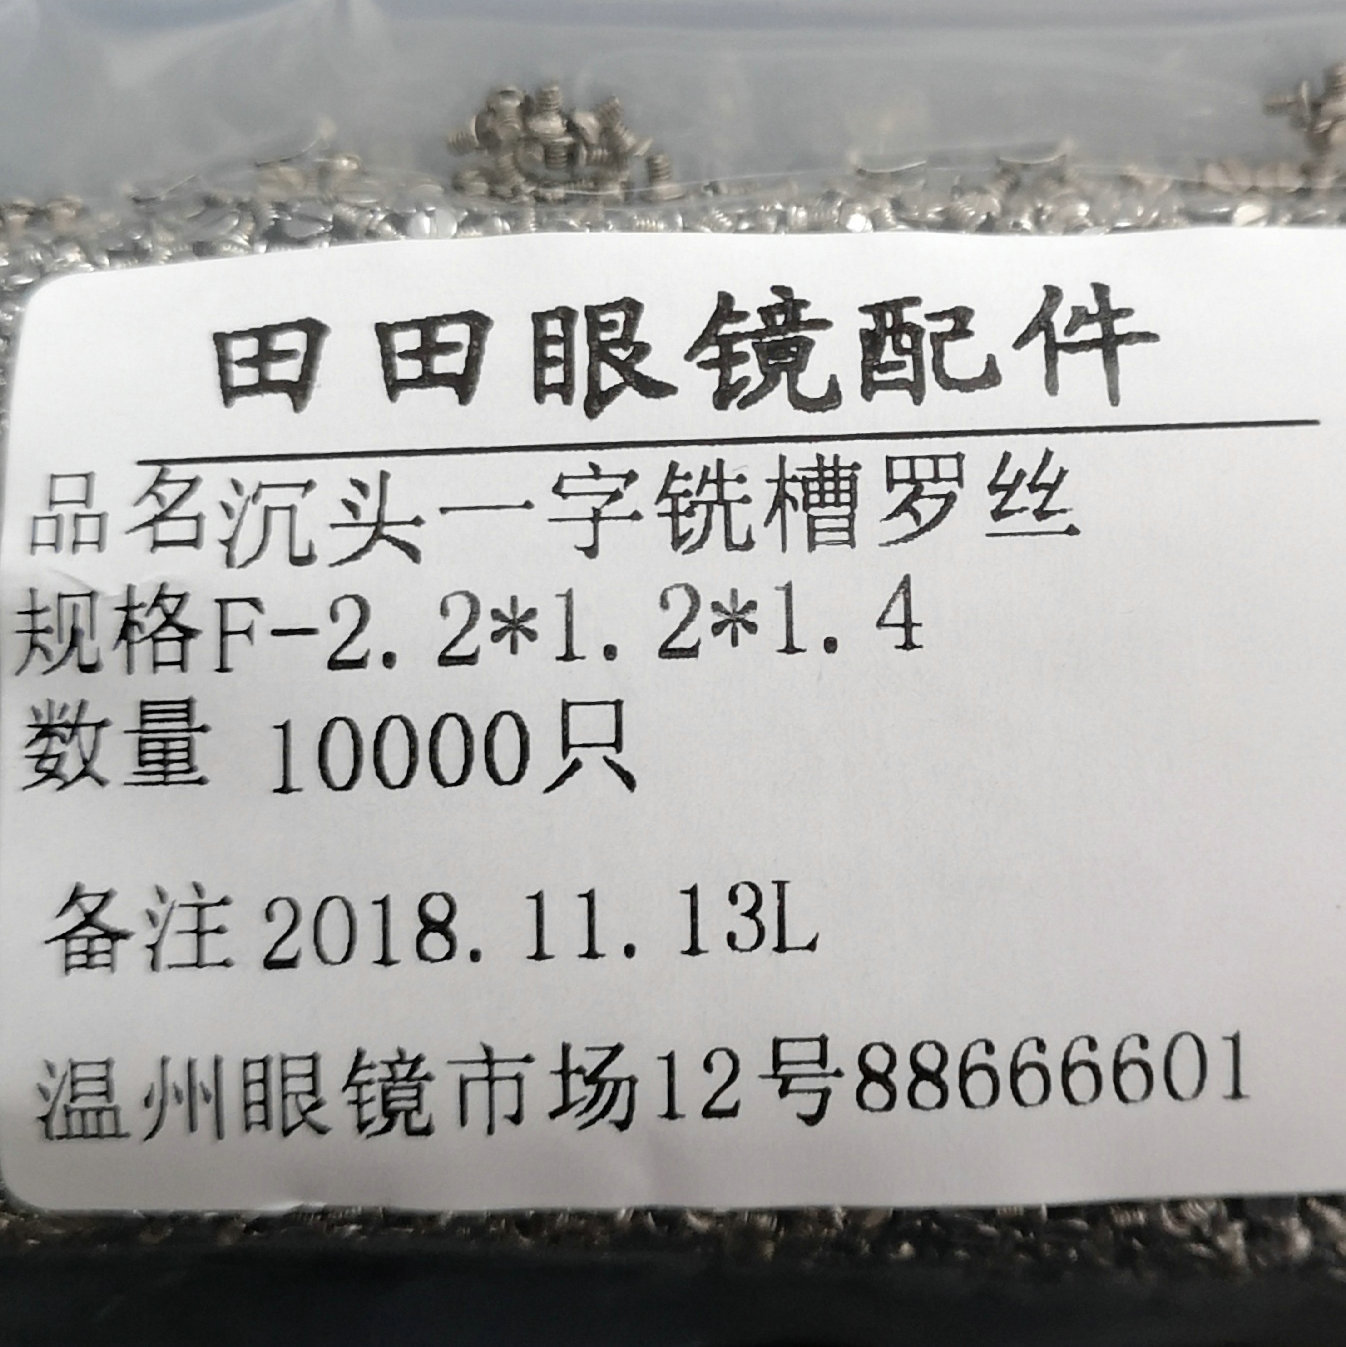 田田眼镜配件
品名沉头一字铣槽罗丝
规格F-2.2*1.2*1.4
数量 10000只
备注2018.11.13L
温州眼镜市场12号88666601